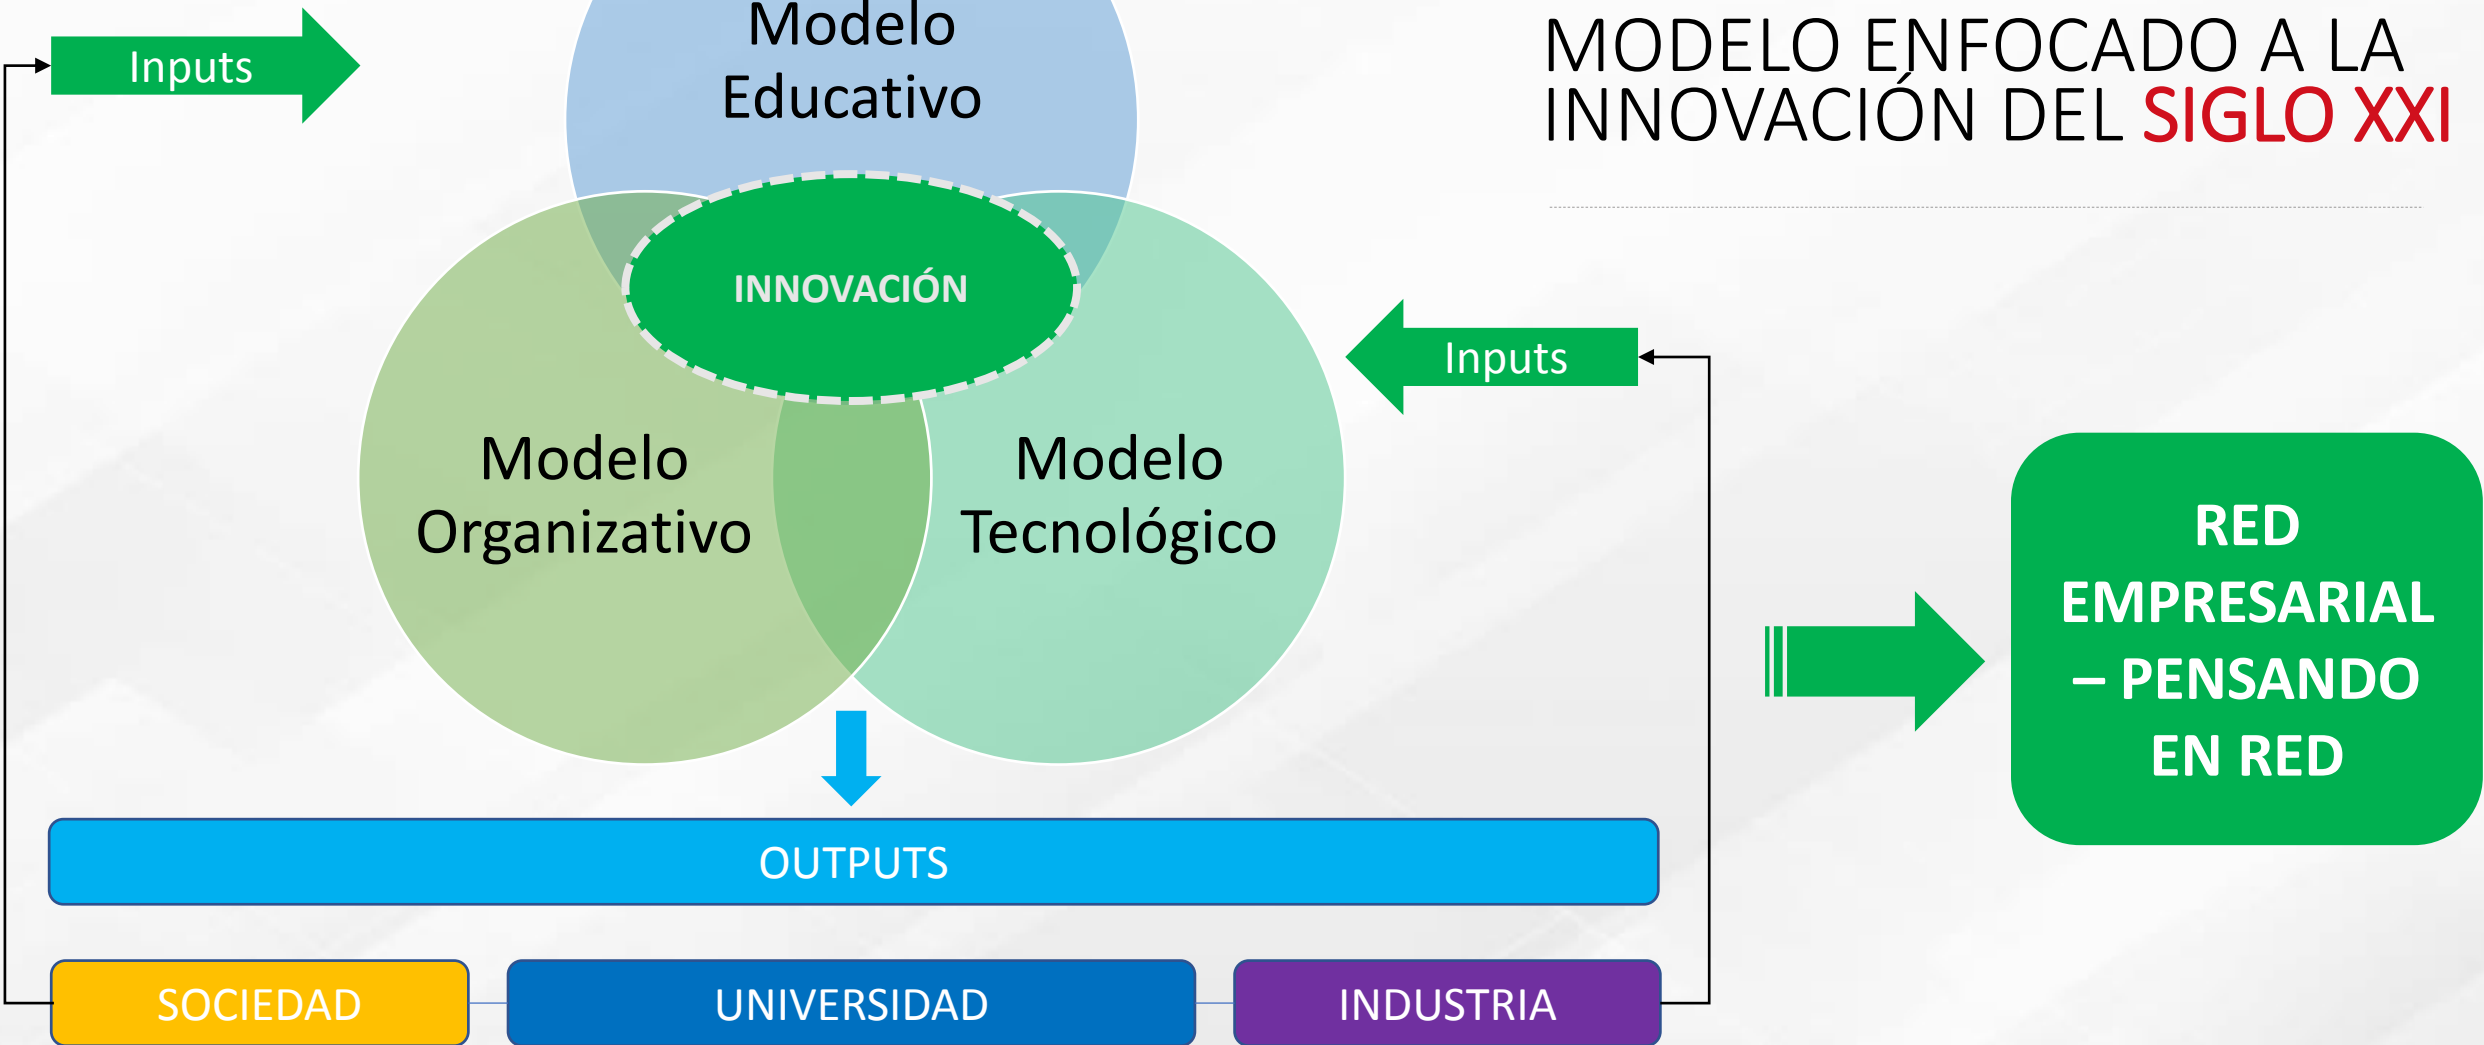 MODELO ENFOCADO A LA
INNOVACIÓN DEL SIGLO XXI
Inputs
Modelo
Educativo
INNOVACIÓN
Inputs
Modelo
Organizativo
Modelo
Tecnológico
RED
EMPRESARIAL
– PENSANDO
EN RED
OUTPUTS
SOCIEDAD
UNIVERSIDAD
INDUSTRIA